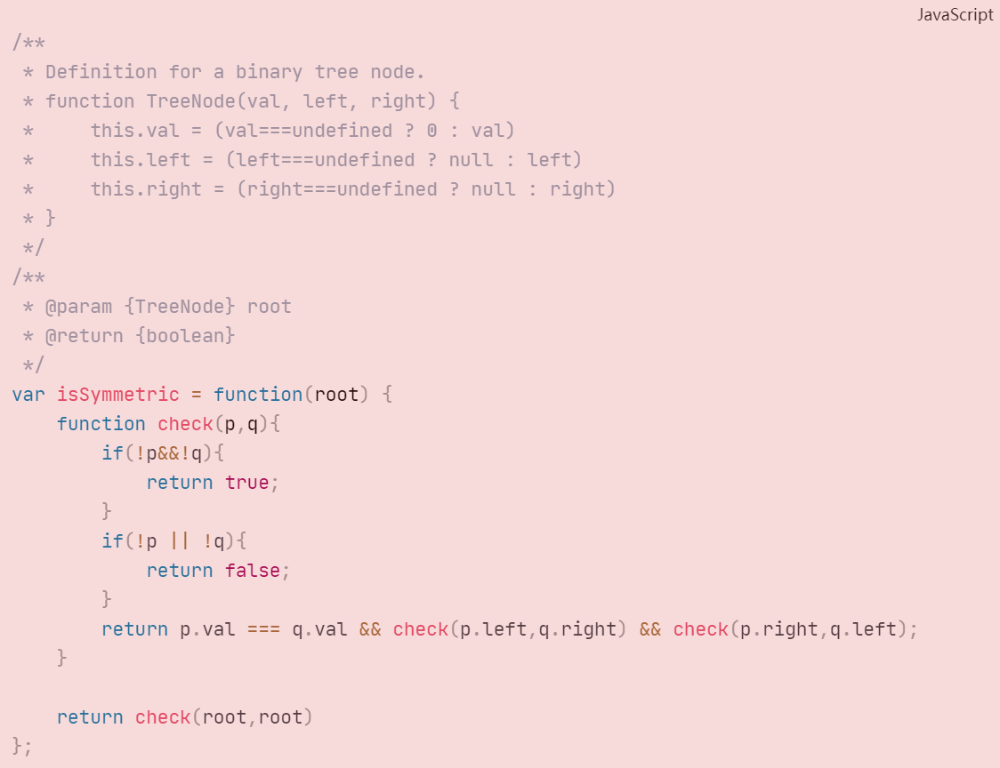 JavaScript
/**
 * Definition for a binary tree node.
 * function TreeNode(val, left, right) {
 *     this.val = (val===undefined ? 0 : val)
 *     this.left = (left===undefined ? null : left)
 *     this.right = (right===undefined ? null : right)
 * }
 */
/**
 * @param {TreeNode} root
 * @return {boolean}
 */
var isSymmetric = function(root) {
    function check(p,q){
        if(!p&&!q){
            return true;
        }
        if(!p || !q){
            return false;
        }
        return p.val === q.val && check(p.left,q.right) && check(p.right,q.left);
    }

    return check(root,root)
};